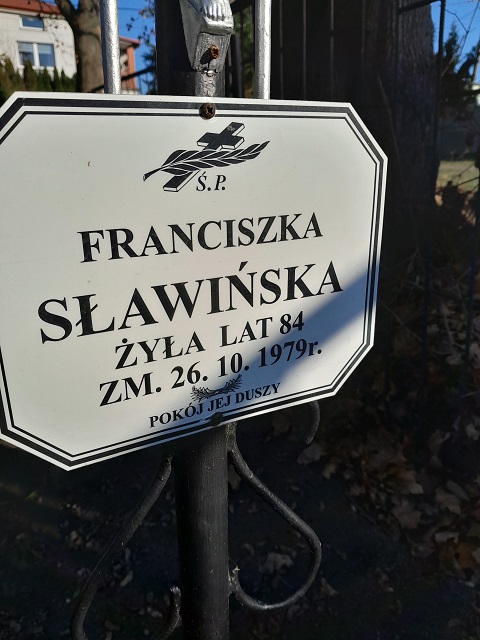 Ś.P.
FRANCISZKA
SŁAWIŃSKA
ŻYŁA LAT 84
ZM. 26. 10. 1979r.
POKÓJ JEJ DUSZY